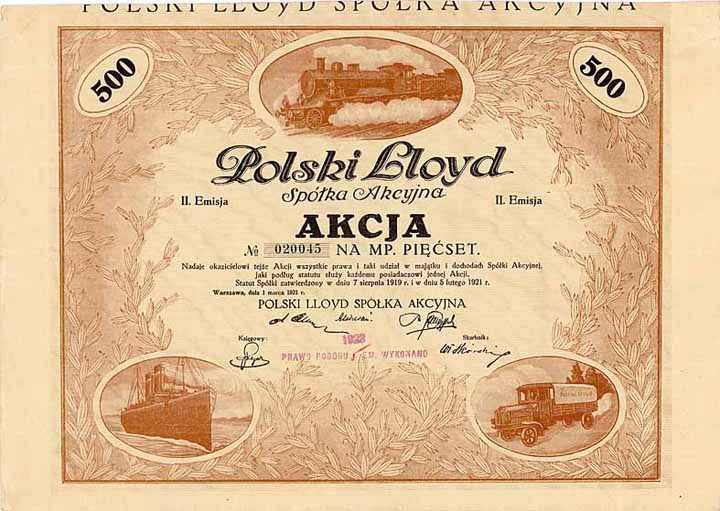 POLSKI LLOYD SPÓŁKA AKCYJNA
500
500
Polski Lloyd
Spółka Akcyjna
II. Emisja
II. Emisja
AKCJA
№ 020045 NA MP. PIĘĆSET.
Nadaje okazicielowi tejże Akcji wszystkie prawa i taki udział w majątku i dochodach Spółki Akcyjnej,
jaki podług statutu służy każdemu posiadaczowi jednej Akcji.
Statut Spółki zatwierdzony w dniu 7 sierpnia 1919 r. i w dniu 5 lutego 1921 r.
Warszawa, dnia 1 marca 1921 r.
POLSKI LLOYD SPÓŁKA AKCYJNA
Księgowy:
Skarbnik:
1923
PRAWO POBORU EM. WYKONANO
POLSKI LLOYD